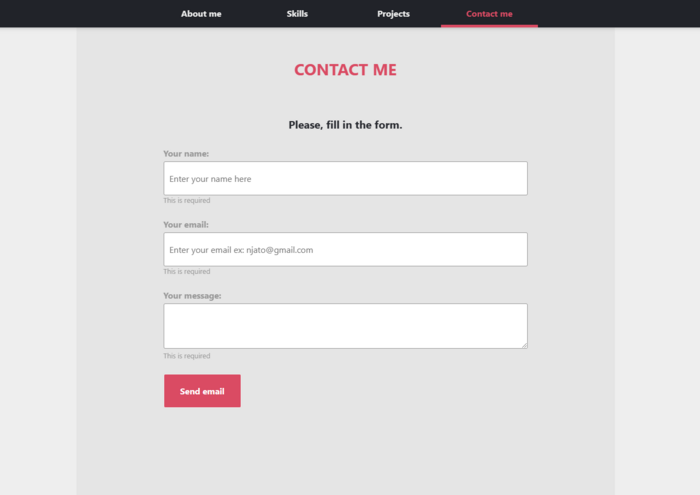 About me Skills Projects Contact me
CONTACT ME
Please, fill in the form.
Your name:
Enter your name here
This is required
Your email:
Enter your email ex: njato@gmail.com
This is required
Your message:
This is required
Send email